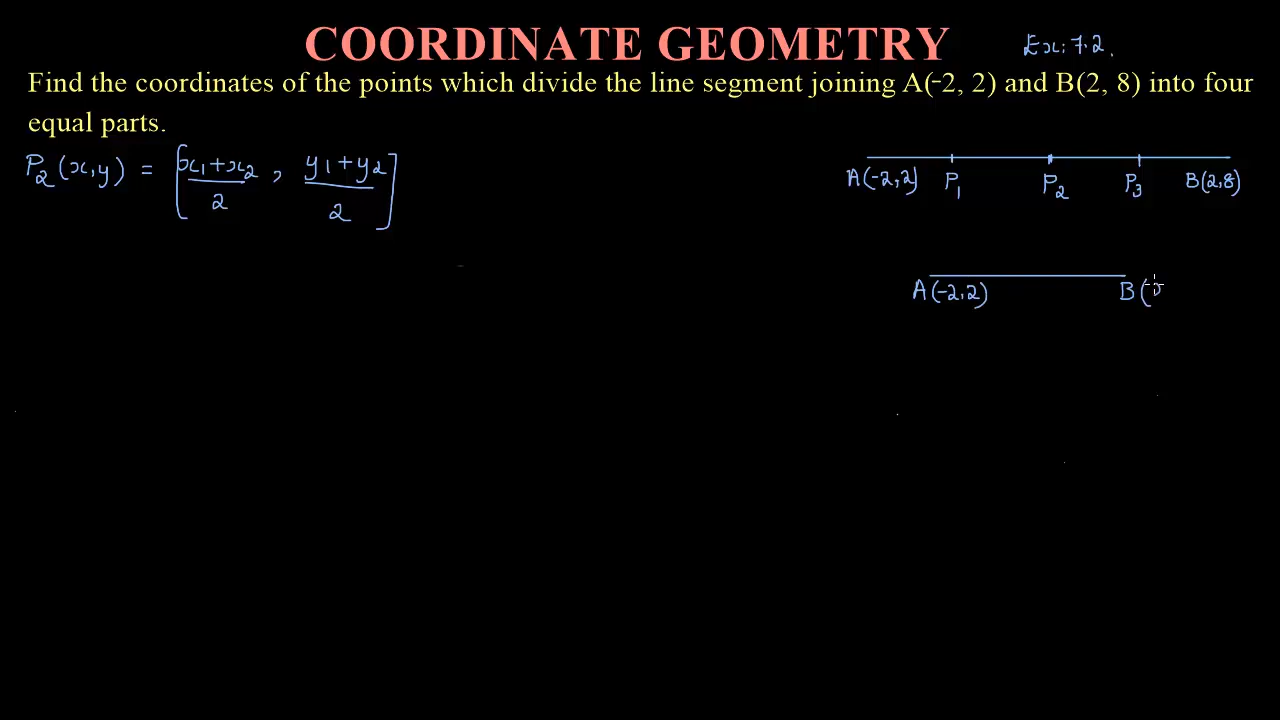 COORDINATE GEOMETRY Ex: 7.2.
Find the coordinates of the points which divide the line segment joining A(-2, 2) and B(2, 8) into four
equal parts.
P₂(x,y) = [x₁+x₂/2 , y₁+y₂/2]
A(-2,2) P₁ P₂ P₃ B(2,8)
A(-2,2) B(